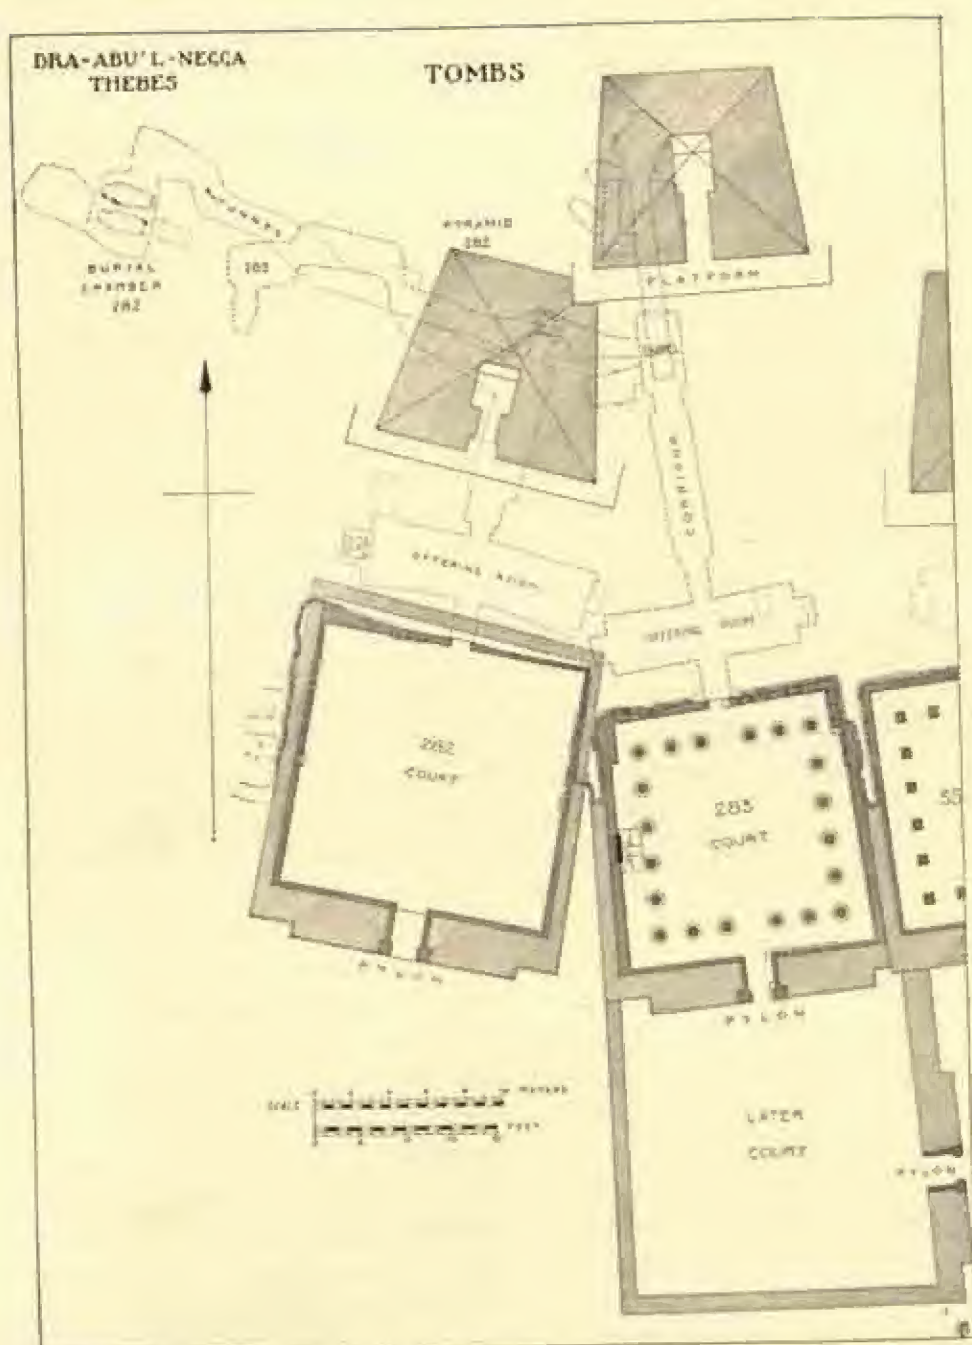 DRA-ABU'L-NEGGA
THEBES
TOMBS
PYRAMID
282
PLATFORM
BURIAL
CHAMBER
282
283
CORRIDOR
OFFERING ROOM
OFFERING ROOM
282
COURT
283
COURT
PYLON
PYLON
SCALE
METERS
FEET
LATER
COURT
PYLON